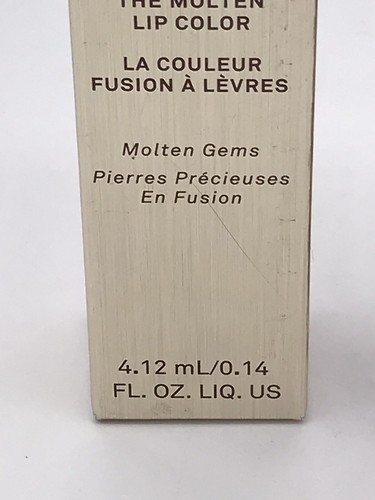 THE MOLTEN
LIP COLOR
LA COULEUR
FUSION À LÈVRES
Molten Gems
Pierres Précieuses
En Fusion
4.12 mL/0.14
FL. OZ. LIQ. US